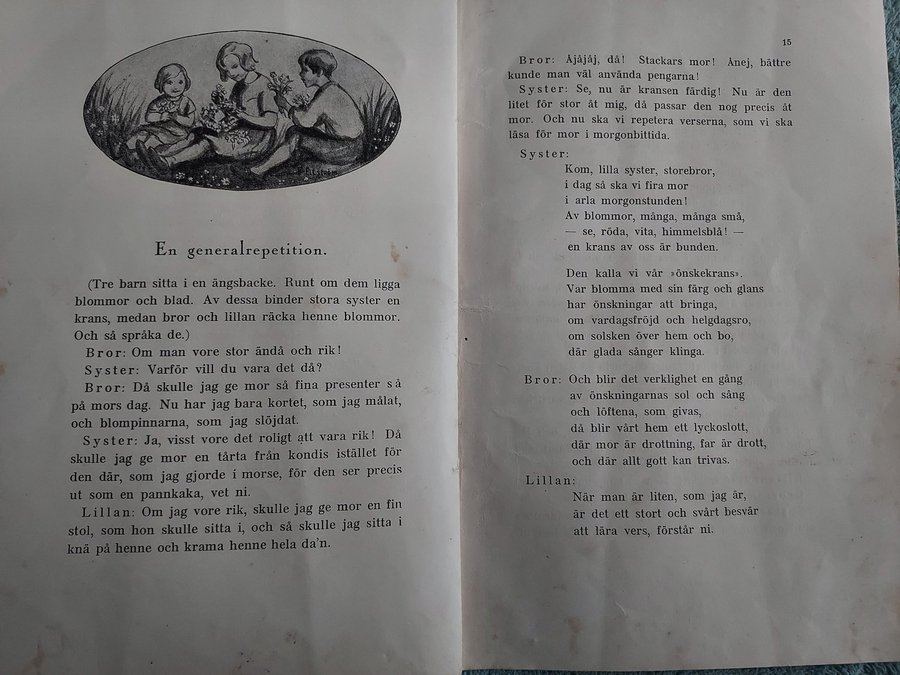 En generalrepetition.
(Tre barn sitta i en ängsbacke. Runt om dem ligga
blommor och blad. Av dessa binder stora syster en
krans, medan bror och lillan räcka henne blommor.
Och så språka de.)
Bror: Om man vore stor ändå och rik!
Syster: Varför vill du vara det då?
Bror: Då skulle jag ge mor så fina presenter så
på mors dag. Nu har jag bara kortet, som jag målat,
och blompinnarna, som jag slöjdat.
Syster: Ja, visst vore det roligt att vara rik! Då
skulle jag ge mor en tårta från kondis istället för
den där, som jag gjorde i morse, för den ser precis
ut som en pannkaka, vet ni.
Lillan: Om jag vore rik, skulle jag ge mor en fin
stol, som hon skulle sitta i, och så skulle jag sitta i
knä på henne och krama henne hela da'n.
15
Bror: Ajåjåj, då! Stackars mor! Ånej, bättre
kunde man väl använda pengarna!
Syster: Se, nu är kransen färdig! Nu är den
litet för stor åt mig, då passar den nog precis åt
mor. Och nu ska vi repetera verserna, som vi ska
läsa för mor i morgonbittida.
Syster:
Kom, lilla syster, storebror,
i dag så ska vi fira mor
i arla morgonstunden!
Av blommor, många, många små,
— se, röda, vita, himmelsblå! —
en krans av oss är bunden.
Den kalla vi vår »önskekrans».
Var blomma med sin färg och glans
har önskningar att bringa,
om vardagsfröjd och helgdagsro,
om solsken över hem och bo,
där glada sånger klinga.
Bror: Och blir det verklighet en gång
av önskningarnas sol och sång
och löftena, som givas,
då blir vårt hem ett lyckoslott,
där mor är drottning, far är drott,
och där allt gott kan trivas.
Lillan:
När man är liten, som jag är,
är det ett stort och svårt besvär
att lära vers, förstår ni.